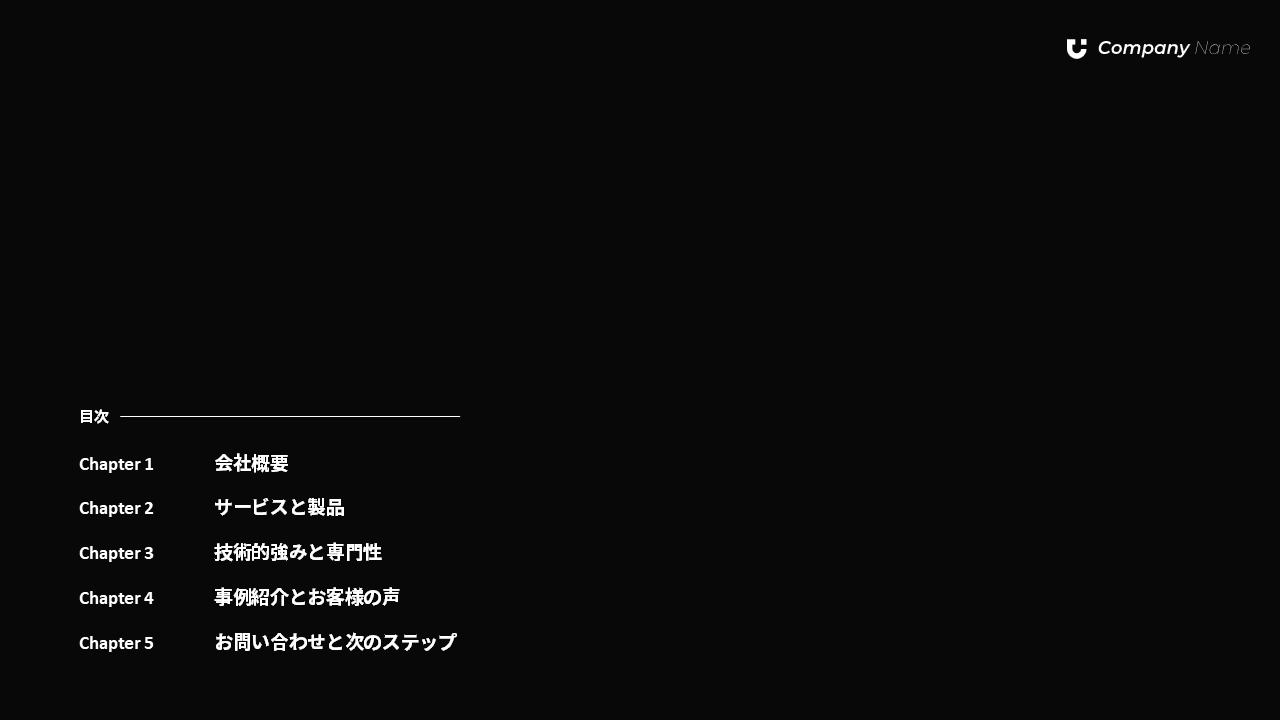 Company Name
目次
Chapter 1 会社概要
Chapter 2 サービスと製品
Chapter 3 技術的強みと専門性
Chapter 4 事例紹介とお客様の声
Chapter 5 お問い合わせと次のステップ